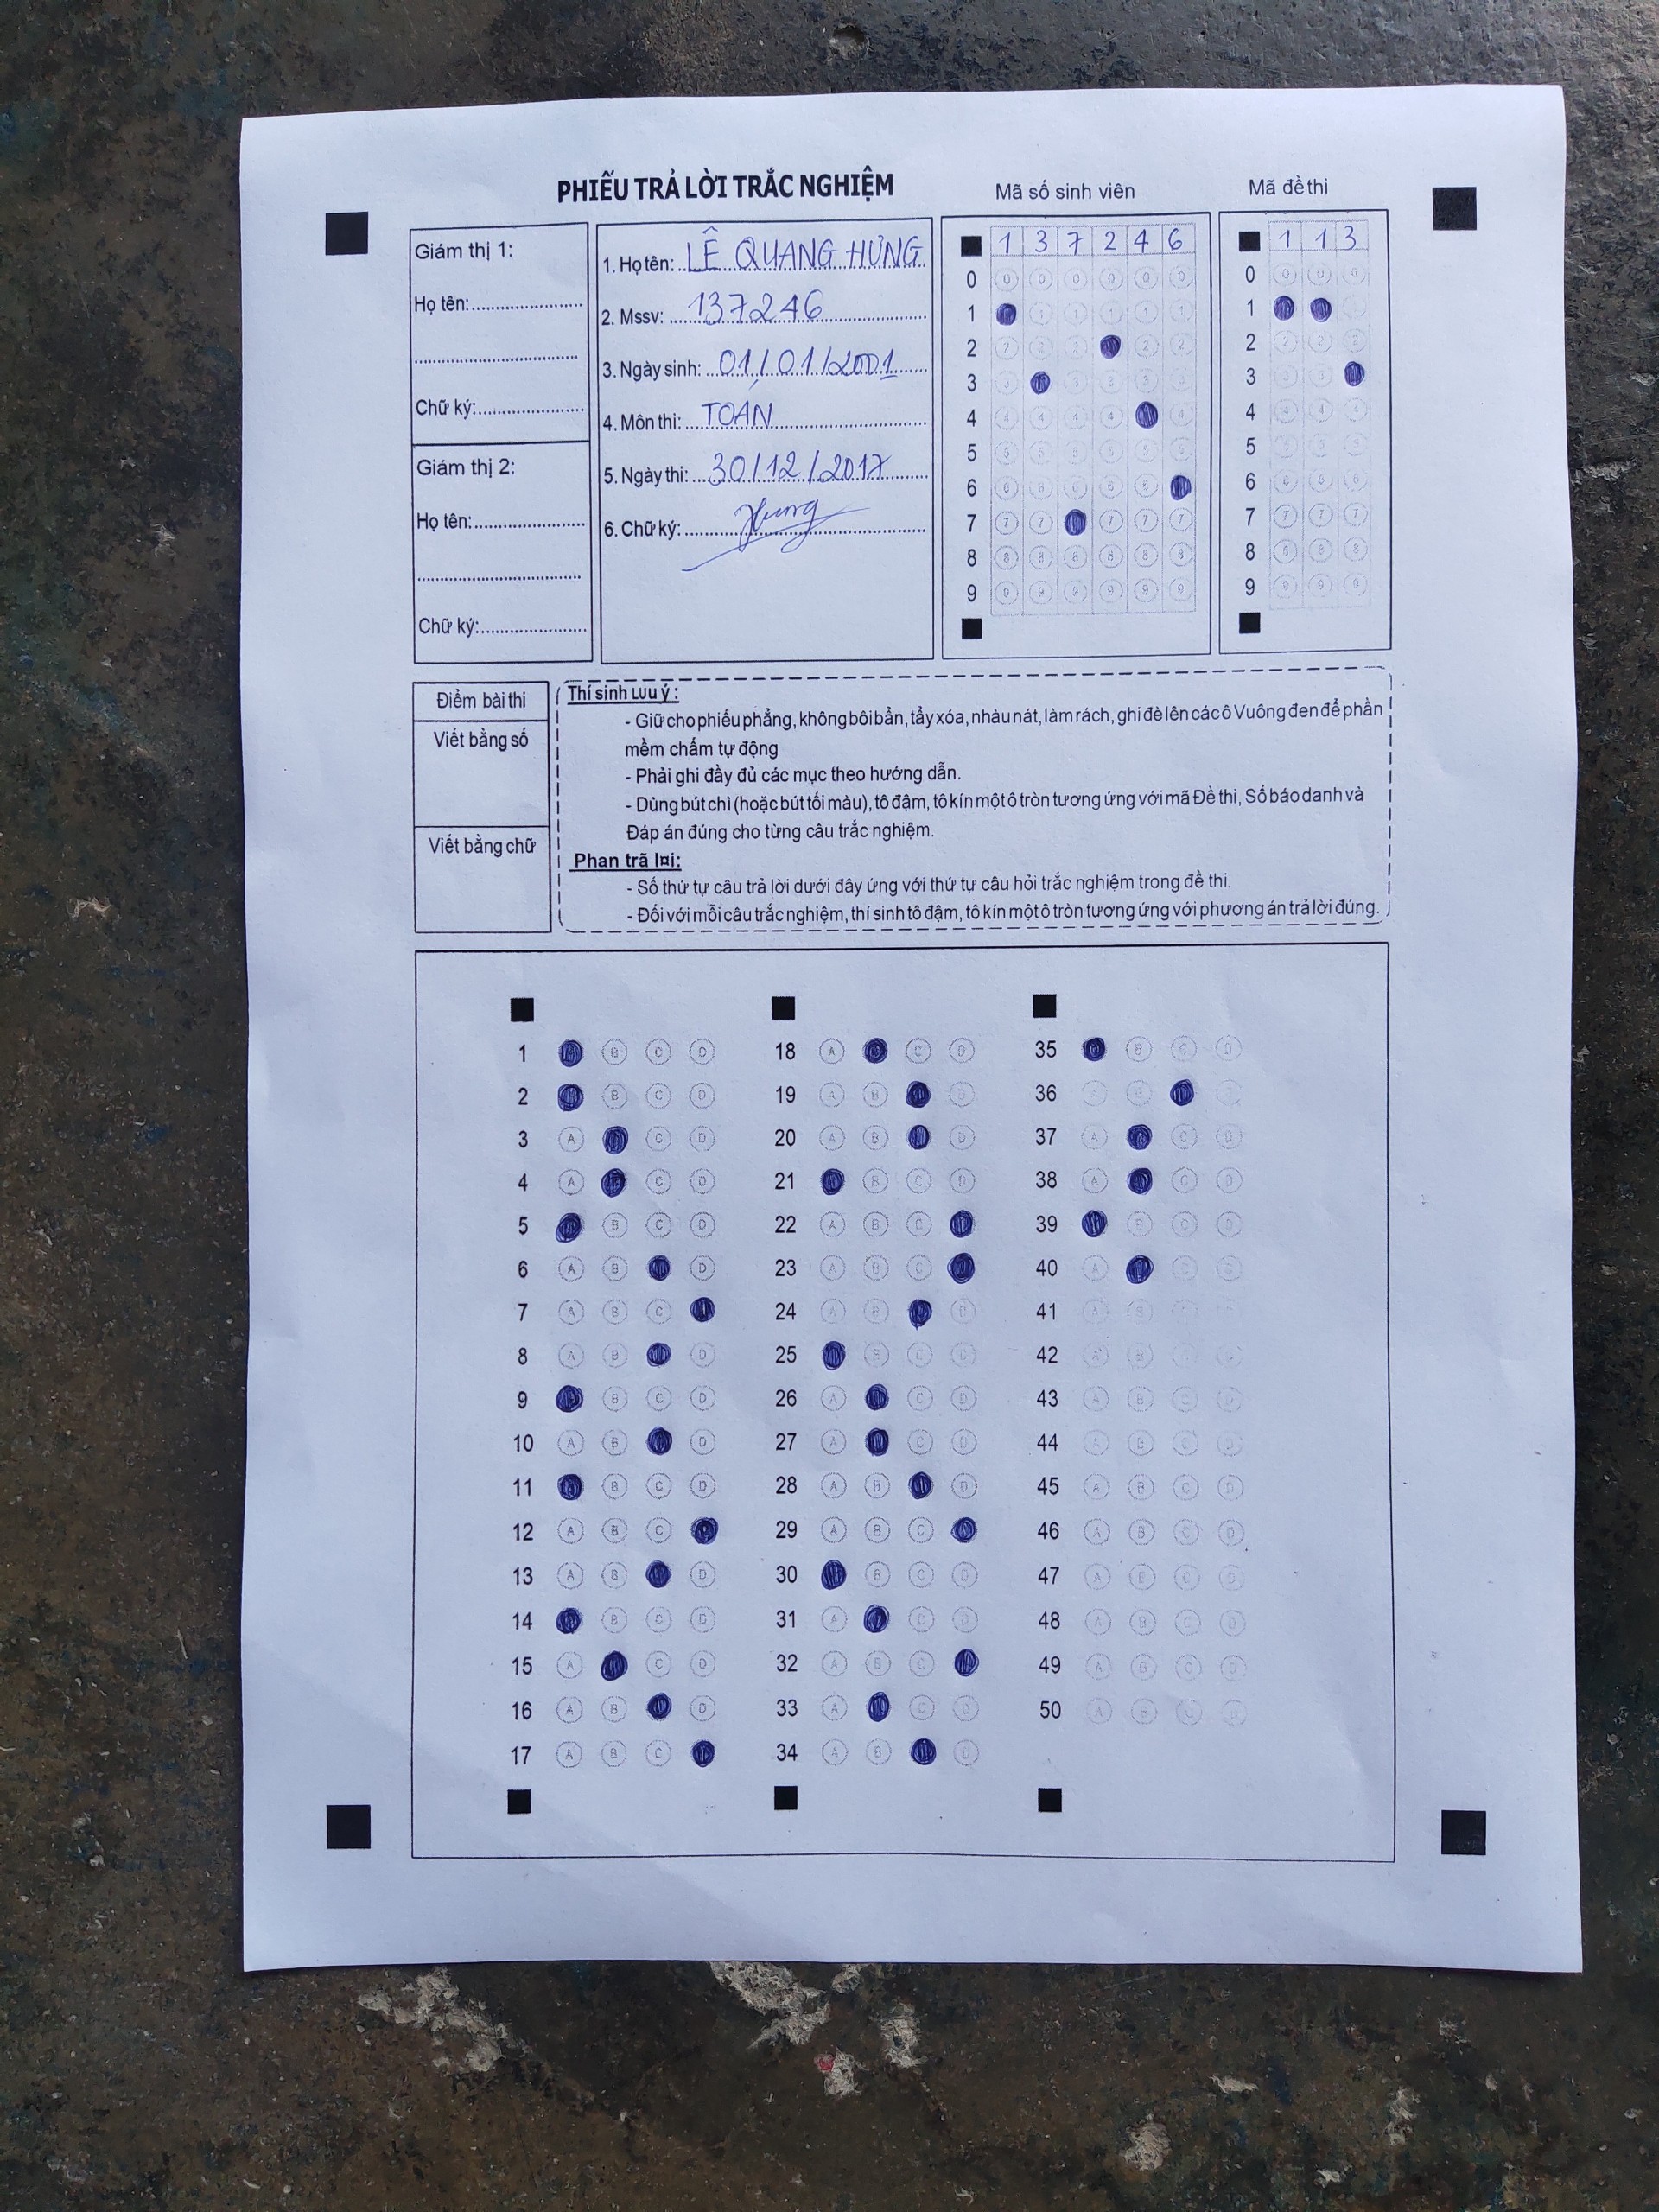 PHIẾU TRẢ LỜI TRẮC NGHIỆM
Mã số sinh viên
Mã đề thi
Giám thị 1:
Họ tên:
Chữ ký:
Giám thị 2:
Họ tên:
Chữ ký:
1. Họ tên: LÊ QUANG HƯNG
2. Mssv: 137246
3. Ngày sinh: 01/01/2001
4. Môn thi: TOÁN
5. Ngày thi: 30/12/2017
6. Chữ ký: Hưng
1 3 7 2 4 6
0
1
2
3
4
5
6
7
8
9
1 1 3
0
1
2
3
4
5
6
7
8
9
Điểm bài thi
Viết bằng số
Viết bằng chữ
Thí sinh Lưu ý :
- Giữ cho phiếu phẳng, không bôi bẩn, tẩy xóa, nhàu nát, làm rách, ghi đè lên các ô Vuông đen để phần
mềm chấm tự động
- Phải ghi đầy đủ các mục theo hướng dẫn.
- Dùng bút chì (hoặc bút tối màu), tô đậm, tô kín một ô tròn tương ứng với mã Đề thi, Số báo danh và
Đáp án đúng cho từng câu trắc nghiệm.
Phan trã l¤i:
- Số thứ tự câu trả lời dưới đây ứng với thứ tự câu hỏi trắc nghiệm trong đề thi.
- Đối với mỗi câu trắc nghiệm, thí sinh tô đậm, tô kín một ô tròn tương ứng với phương án trả lời đúng.
1 B C D
2 B C D
3 A C D
4 A C D
5 B C D
6 A B D
7 A B C
8 A B D
9 B C D
10 A B D
11 B C D
12 A B C
13 A B D
14 B C D
15 A C D
16 A B D
17 A B C
18 A C D
19 A B D
20 A B D
21 B C D
22 A B C
23 A B C
24 A B D
25 B C D
26 A C D
27 A C D
28 A B D
29 A B C
30 B C D
31 A C D
32 A B C
33 A C D
34 A B D
35 B C D
36 A B
37 A C D
38 A C D
39 B C D
40 A C D
41 A B C D
42 A B C D
43 A B C D
44 A B C D
45 A B C D
46 A B C D
47 A B C D
48 A B C D
49 A B C D
50 A B C D